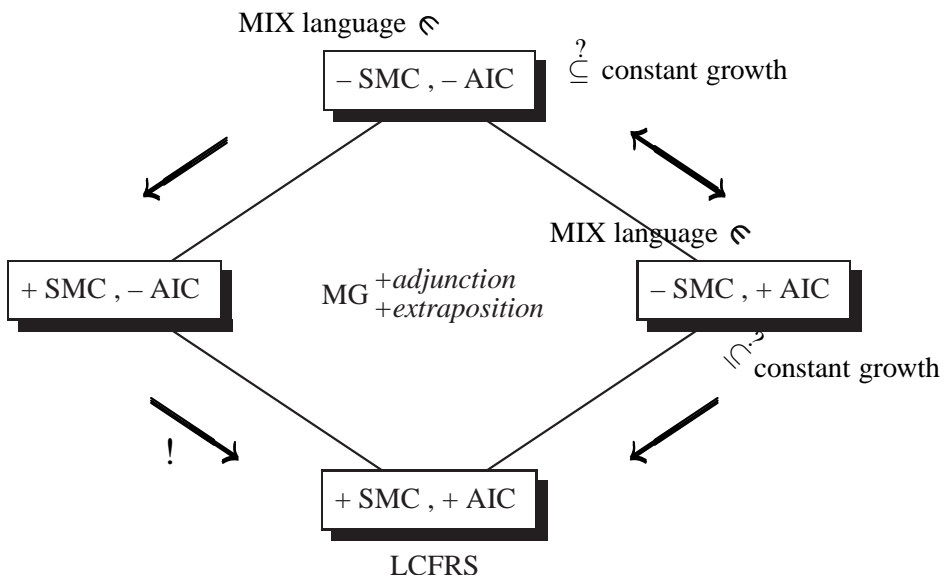 MIX language ∈
– SMC , – AIC
? ⊆ constant growth
MIX language ∈
+ SMC , – AIC
MG +adjunction +extraposition
– SMC , + AIC
⊆ ? constant growth
!
+ SMC , + AIC
LCFRS